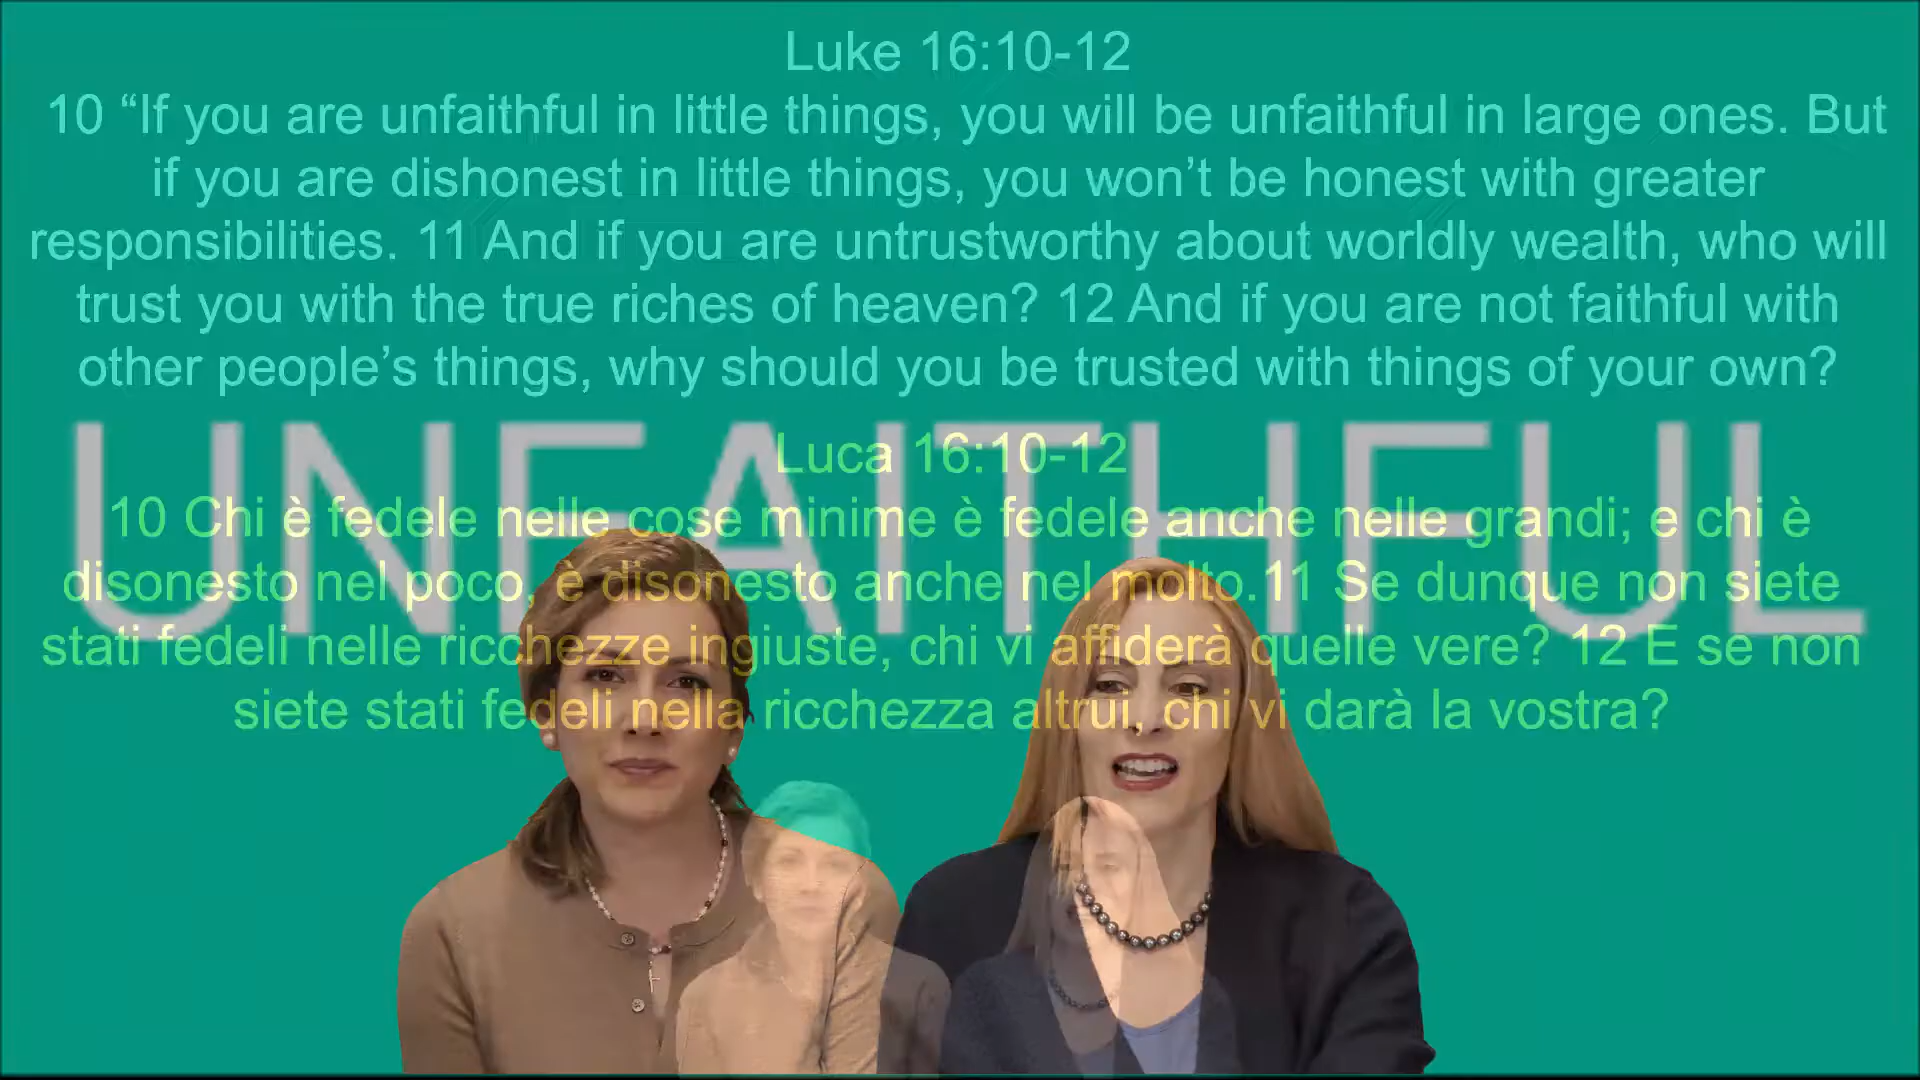 Luke 16:10-12
10 “If you are unfaithful in little things, you will be unfaithful in large ones. But
if you are dishonest in little things, you won’t be honest with greater
responsibilities. 11 And if you are untrustworthy about worldly wealth, who will
trust you with the true riches of heaven? 12 And if you are not faithful with
other people’s things, why should you be trusted with things of your own?
UNFAITHFUL
Luca 16:10-12
10 Chi è fedele nelle cose minime è fedele anche nelle grandi; e chi è
disonesto nel poco, è disonesto anche nel molto.11 Se dunque non siete
stati fedeli nelle ricchezze ingiuste, chi vi affiderà quelle vere? 12 E se non
siete stati fedeli nella ricchezza altrui, chi vi darà la vostra?